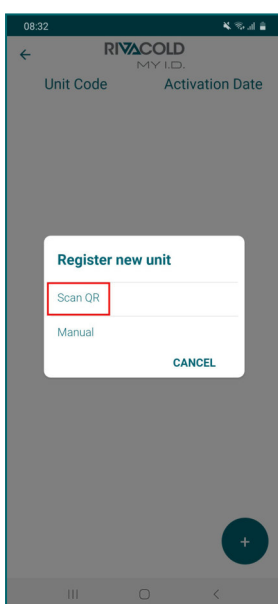 08:32
RIVACOLD
MY I.D.
Unit Code Activation Date
Register new unit
Scan QR
Manual
CANCEL
+